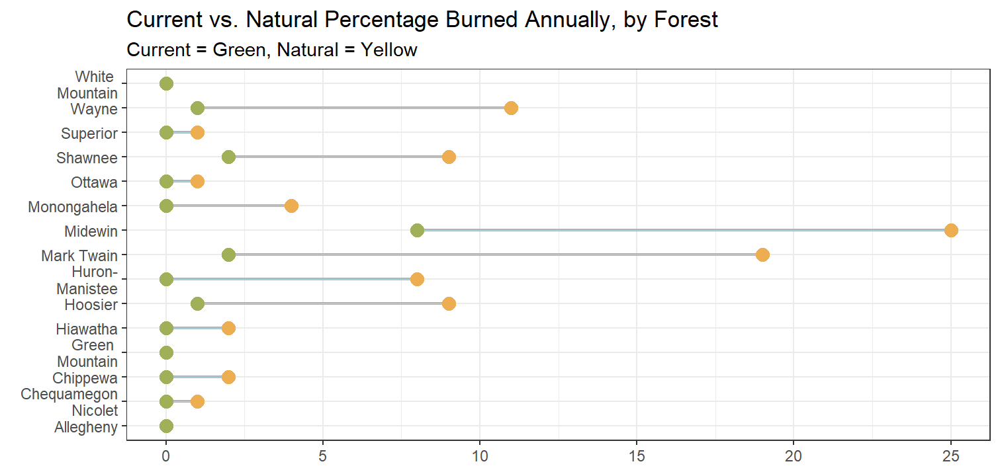 Current vs. Natural Percentage Burned Annually, by Forest
Current = Green, Natural = Yellow
White
Mountain
Wayne
Superior
Shawnee
Ottawa
Monongahela
Midewin
Mark Twain
Huron-
Manistee
Hoosier
Hiawatha
Green
Mountain
Chippewa
Chequamegon
Nicolet
Allegheny
0 5 10 15 20 25